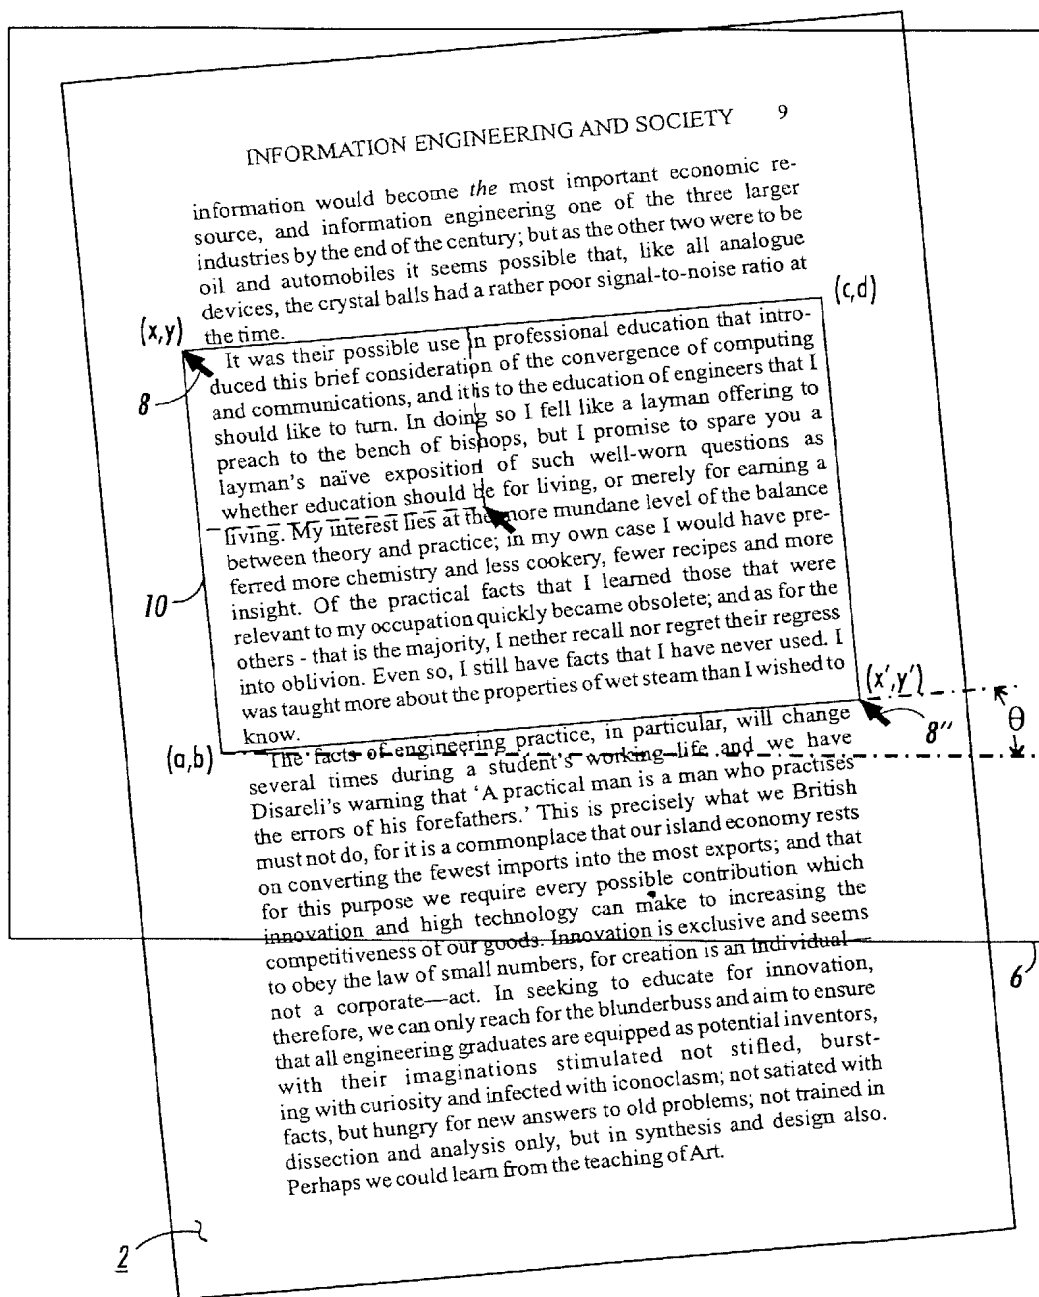 INFORMATION ENGINEERING AND SOCIETY 9
information would become the most important economic re-
source, and information engineering one of the three larger
industries by the end of the century; but as the other two were to be
oil and automobiles it seems possible that, like all analogue
devices, the crystal balls had a rather poor signal-to-noise ratio at
the time.
(c,d)
(x,y)
It was their possible use in professional education that intro-
duced this brief consideration of the convergence of computing
and communications, and it is to the education of engineers that I
should like to turn. In doing so I fell like a layman offering to
preach to the bench of bishops, but I promise to spare you a
layman's naïve exposition of such well-worn questions as
whether education should be for living, or merely for earning a
living. My interest lies at the more mundane level of the balance
between theory and practice; in my own case I would have pre-
ferred more chemistry and less cookery, fewer recipes and more
insight. Of the practical facts that I learned those that were
relevant to my occupation quickly became obsolete; and as for the
others - that is the majority, I nether recall nor regret their regress
into oblivion. Even so, I still have facts that I have never used. I
was taught more about the properties of wet steam than I wished to
know.
8
10
(x',y')
θ
8''
(a,b)
The facts of engineering practice, in particular, will change
several times during a student's working life and we have
Disareli's warning that 'A practical man is a man who practises
the errors of his forefathers.' This is precisely what we British
must not do, for it is a commonplace that our island economy rests
on converting the fewest imports into the most exports; and that
for this purpose we require every possible contribution which
innovation and high technology can make to increasing the
competitiveness of our goods. Innovation is exclusive and seems
to obey the law of small numbers, for creation is an individual—
not a corporate—act. In seeking to educate for innovation,
therefore, we can only reach for the blunderbuss and aim to ensure
that all engineering graduates are equipped as potential inventors,
with their imaginations stimulated not stifled, burst-
ing with curiosity and infected with iconoclasm; not satiated with
facts, but hungry for new answers to old problems; not trained in
dissection and analysis only, but in synthesis and design also.
Perhaps we could learn from the teaching of Art.
6
2